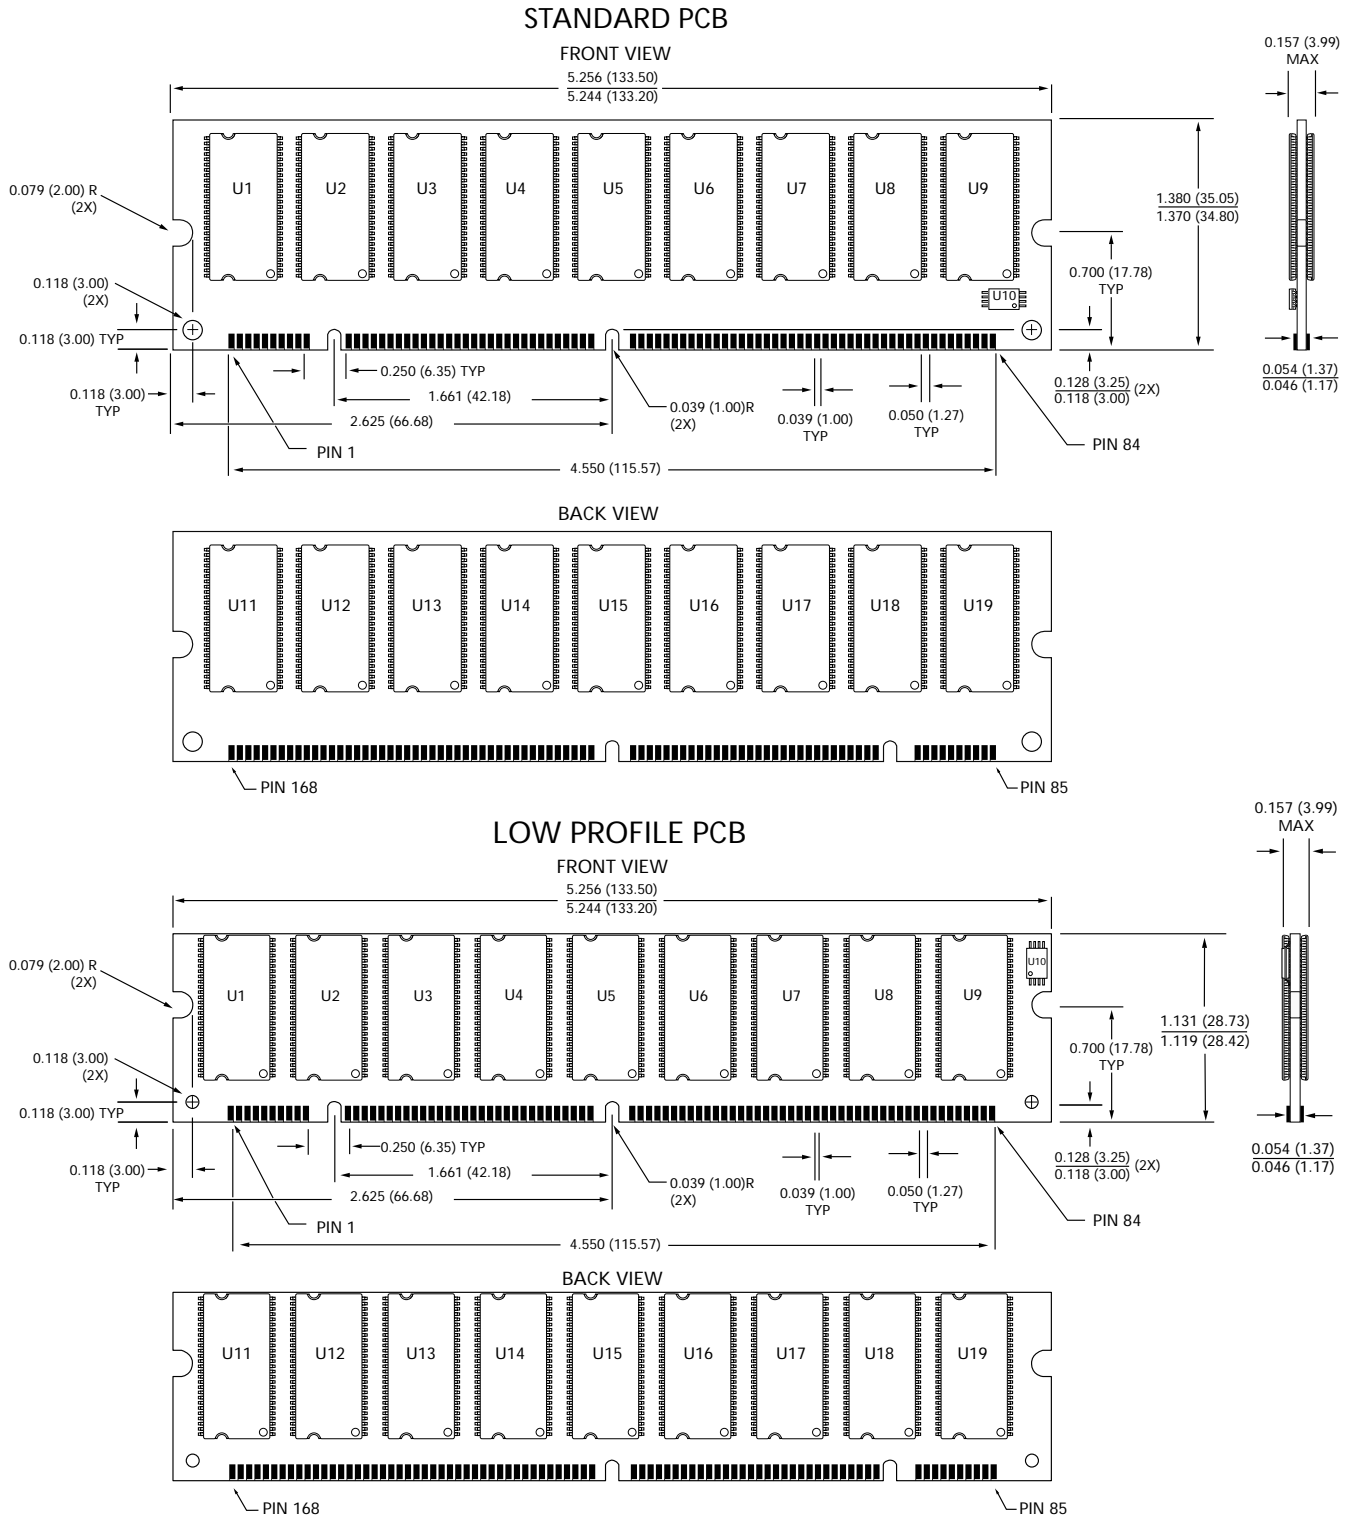 STANDARD PCB
FRONT VIEW
0.157 (3.99)
MAX
5.256 (133.50)
5.244 (133.20)
U1 U2 U3 U4 U5 U6 U7 U8 U9
0.079 (2.00) R
(2X)
1.380 (35.05)
1.370 (34.80)
0.700 (17.78)
TYP
0.118 (3.00)
(2X)
U10
0.118 (3.00) TYP
0.118 (3.00)
TYP
0.250 (6.35) TYP
1.661 (42.18)
2.625 (66.68)
0.039 (1.00)R
(2X)
0.039 (1.00)
TYP
0.050 (1.27)
TYP
0.128 (3.25)
0.118 (3.00)
(2X)
0.054 (1.37)
0.046 (1.17)
PIN 1
PIN 84
4.550 (115.57)
BACK VIEW
U11 U12 U13 U14 U15 U16 U17 U18 U19
PIN 168
PIN 85
LOW PROFILE PCB
FRONT VIEW
0.157 (3.99)
MAX
5.256 (133.50)
5.244 (133.20)
U1 U2 U3 U4 U5 U6 U7 U8 U9
U10
0.079 (2.00) R
(2X)
1.131 (28.73)
1.119 (28.42)
0.700 (17.78)
TYP
0.118 (3.00)
(2X)
0.118 (3.00) TYP
0.118 (3.00)
TYP
0.250 (6.35) TYP
1.661 (42.18)
2.625 (66.68)
0.039 (1.00)R
(2X)
0.039 (1.00)
TYP
0.050 (1.27)
TYP
0.128 (3.25)
0.118 (3.00)
(2X)
0.054 (1.37)
0.046 (1.17)
PIN 1
PIN 84
4.550 (115.57)
BACK VIEW
U11 U12 U13 U14 U15 U16 U17 U18 U19
PIN 168
PIN 85